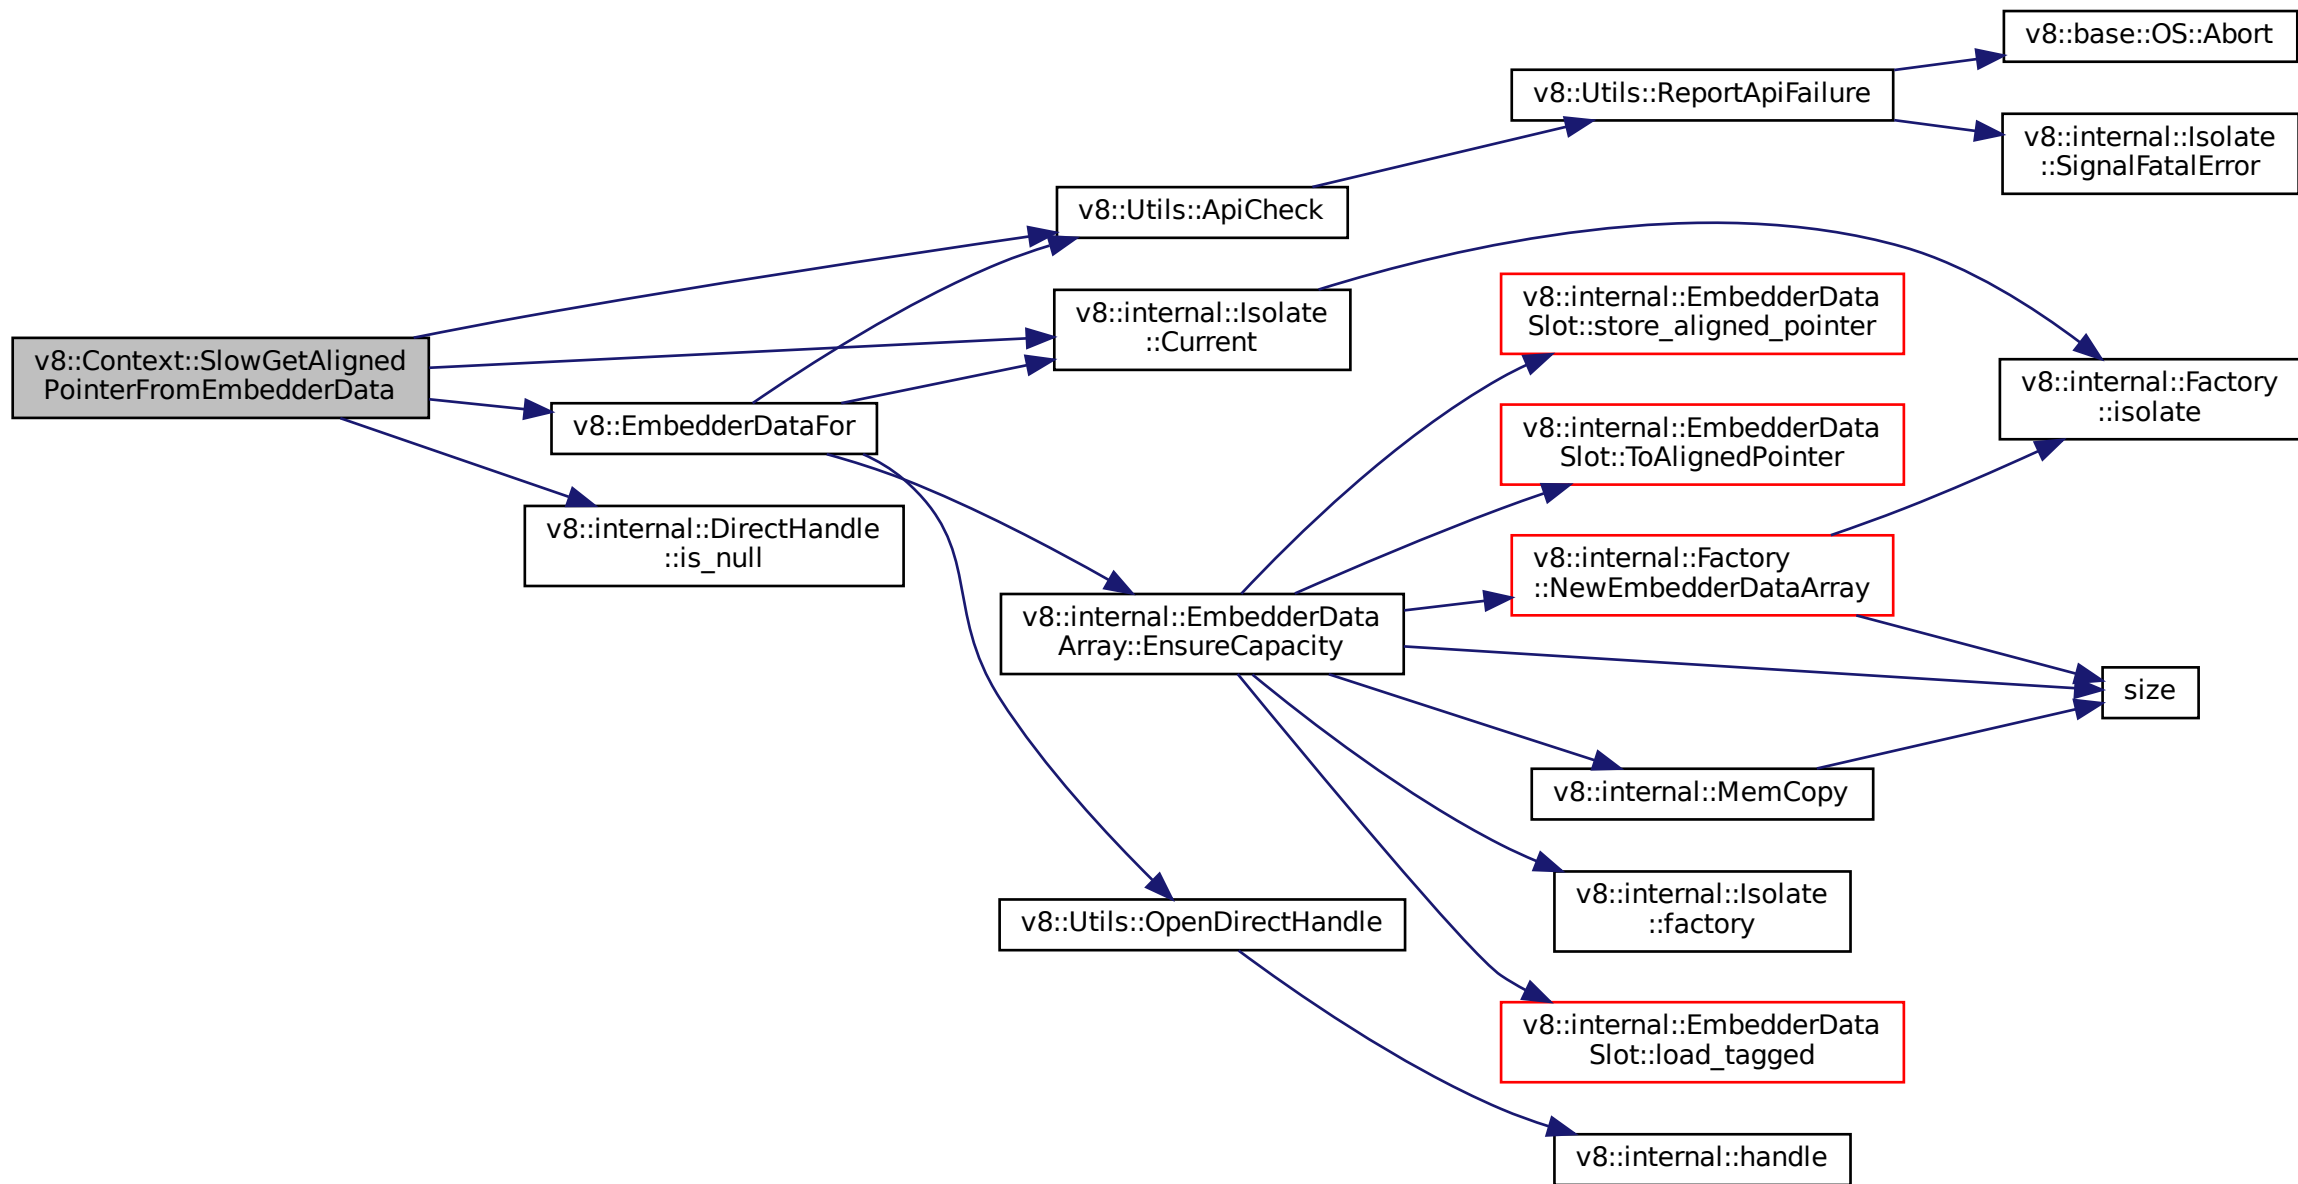 v8::Context::SlowGetAligned
PointerFromEmbedderData
v8::EmbedderDataFor
v8::internal::DirectHandle
::is_null
v8::Utils::ApiCheck
v8::internal::Isolate
::Current
v8::internal::EmbedderData
Array::EnsureCapacity
v8::Utils::OpenDirectHandle
v8::Utils::ReportApiFailure
v8::internal::EmbedderData
Slot::store_aligned_pointer
v8::internal::EmbedderData
Slot::ToAlignedPointer
v8::internal::Factory
::NewEmbedderDataArray
v8::internal::MemCopy
v8::internal::Isolate
::factory
v8::internal::EmbedderData
Slot::load_tagged
v8::internal::handle
v8::base::OS::Abort
v8::internal::Isolate
::SignalFatalError
v8::internal::Factory
::isolate
size